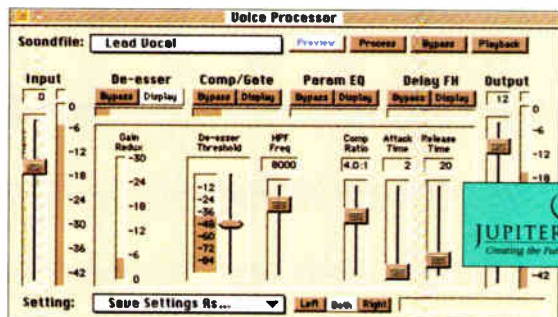 Voice Processor
Soundfile: Lead Vocal Preview Process Bypass Playback
Input De-esser Comp/Gate Param EQ Delay FX Output
0 Bypass Display Bypass Display Bypass Display Bypass Display 12
Gain Redux De-esser Threshold HPF Freq Comp Ratio Attack Time Release Time
8000 4.0:1 2 20
0
-6
-12
-18
-24
-30
-36
-42
-30
-24
-18
-12
-6
0
-12
-24
-36
-48
-60
-72
-84
0
-6
-12
-18
-42
JUPITER
Creating the Fu
Setting: Save Settings As... Left Both Right